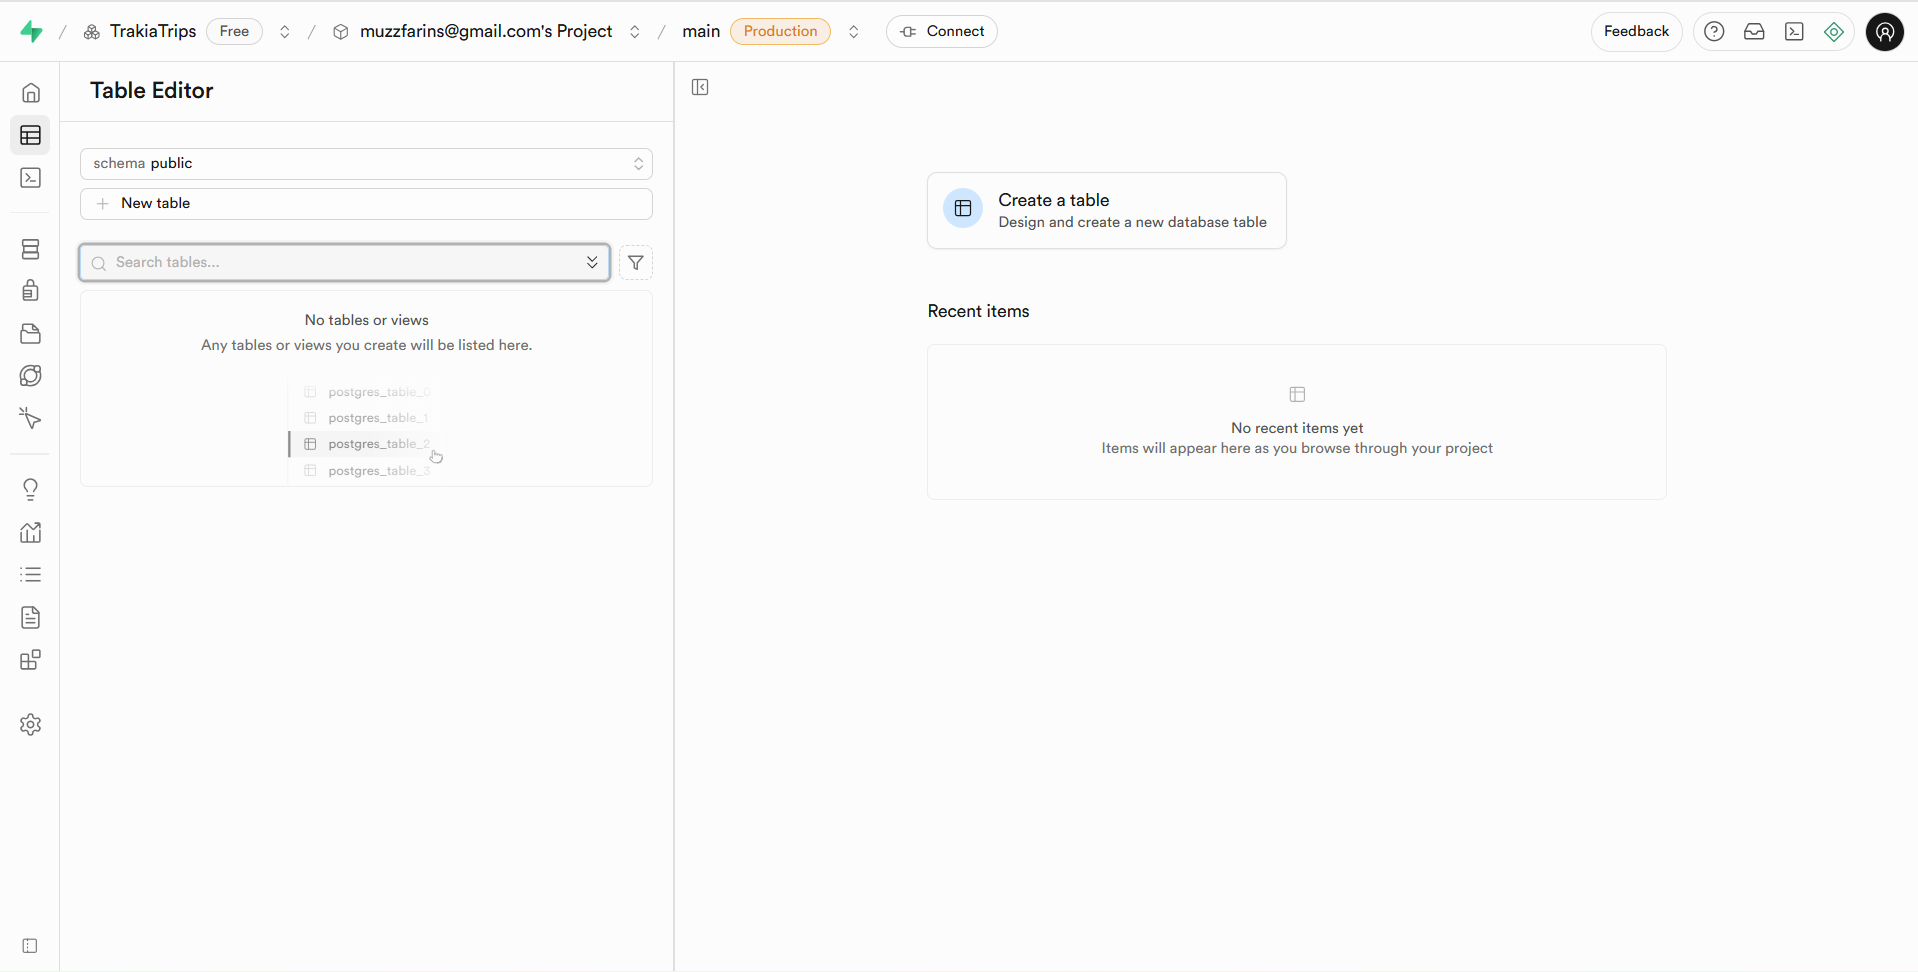 / TrakiaTrips Free / muzzfarins@gmail.com's Project / main Production Connect Feedback
Table Editor
schema public
New table
Search tables...
No tables or views
Any tables or views you create will be listed here.
postgres_table_0
postgres_table_1
postgres_table_2
postgres_table_3
Create a table
Design and create a new database table
Recent items
No recent items yet
Items will appear here as you browse through your project